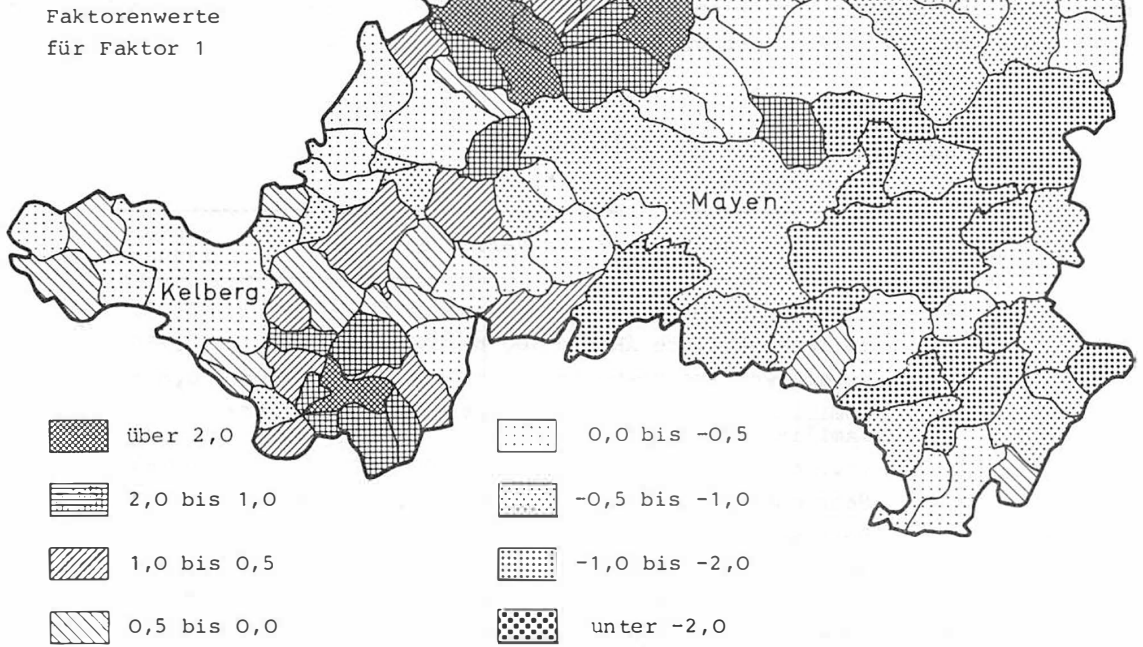 Faktorenwerte
für Faktor 1
Mayen
Kelberg
über 2,0
2,0 bis 1,0
1,0 bis 0,5
0,5 bis 0,0
0,0 bis -0,5
-0,5 bis -1,0
-1,0 bis -2,0
unter -2,0